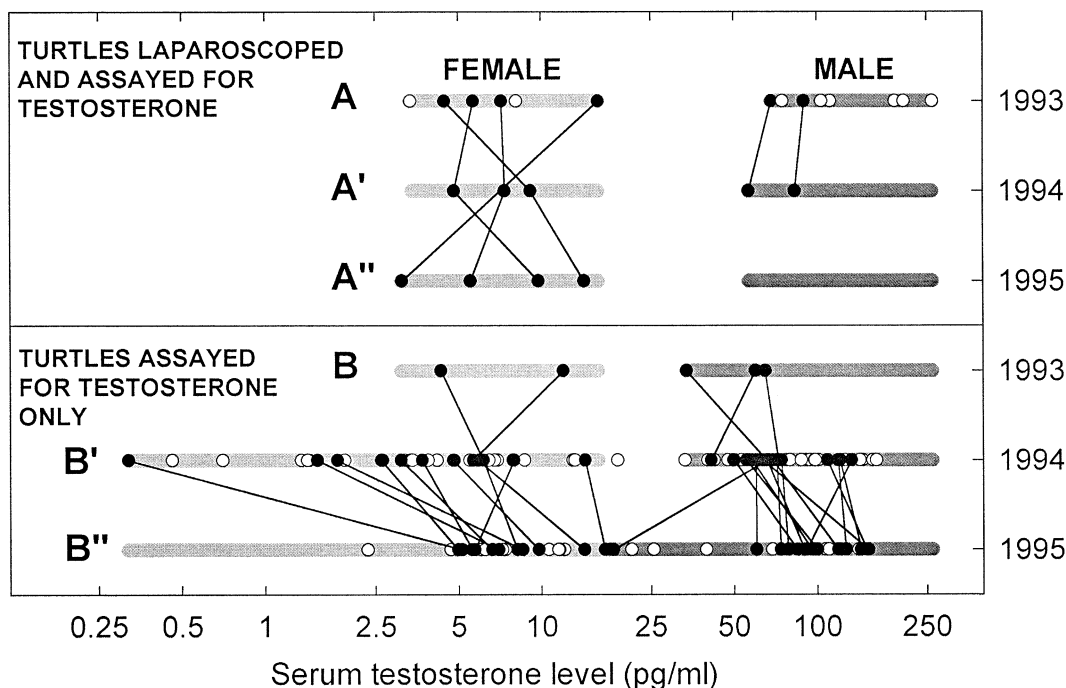 TURTLES LAPAROSCOPED
AND ASSAYED FOR
TESTOSTERONE
FEMALE
MALE
A
1993
A'
1994
A"
1995
TURTLES ASSAYED
FOR TESTOSTERONE
ONLY
B
1993
B'
1994
B"
1995
0.25 0.5 1 2.5 5 10 25 50 100 250
Serum testosterone level (pg/ml)